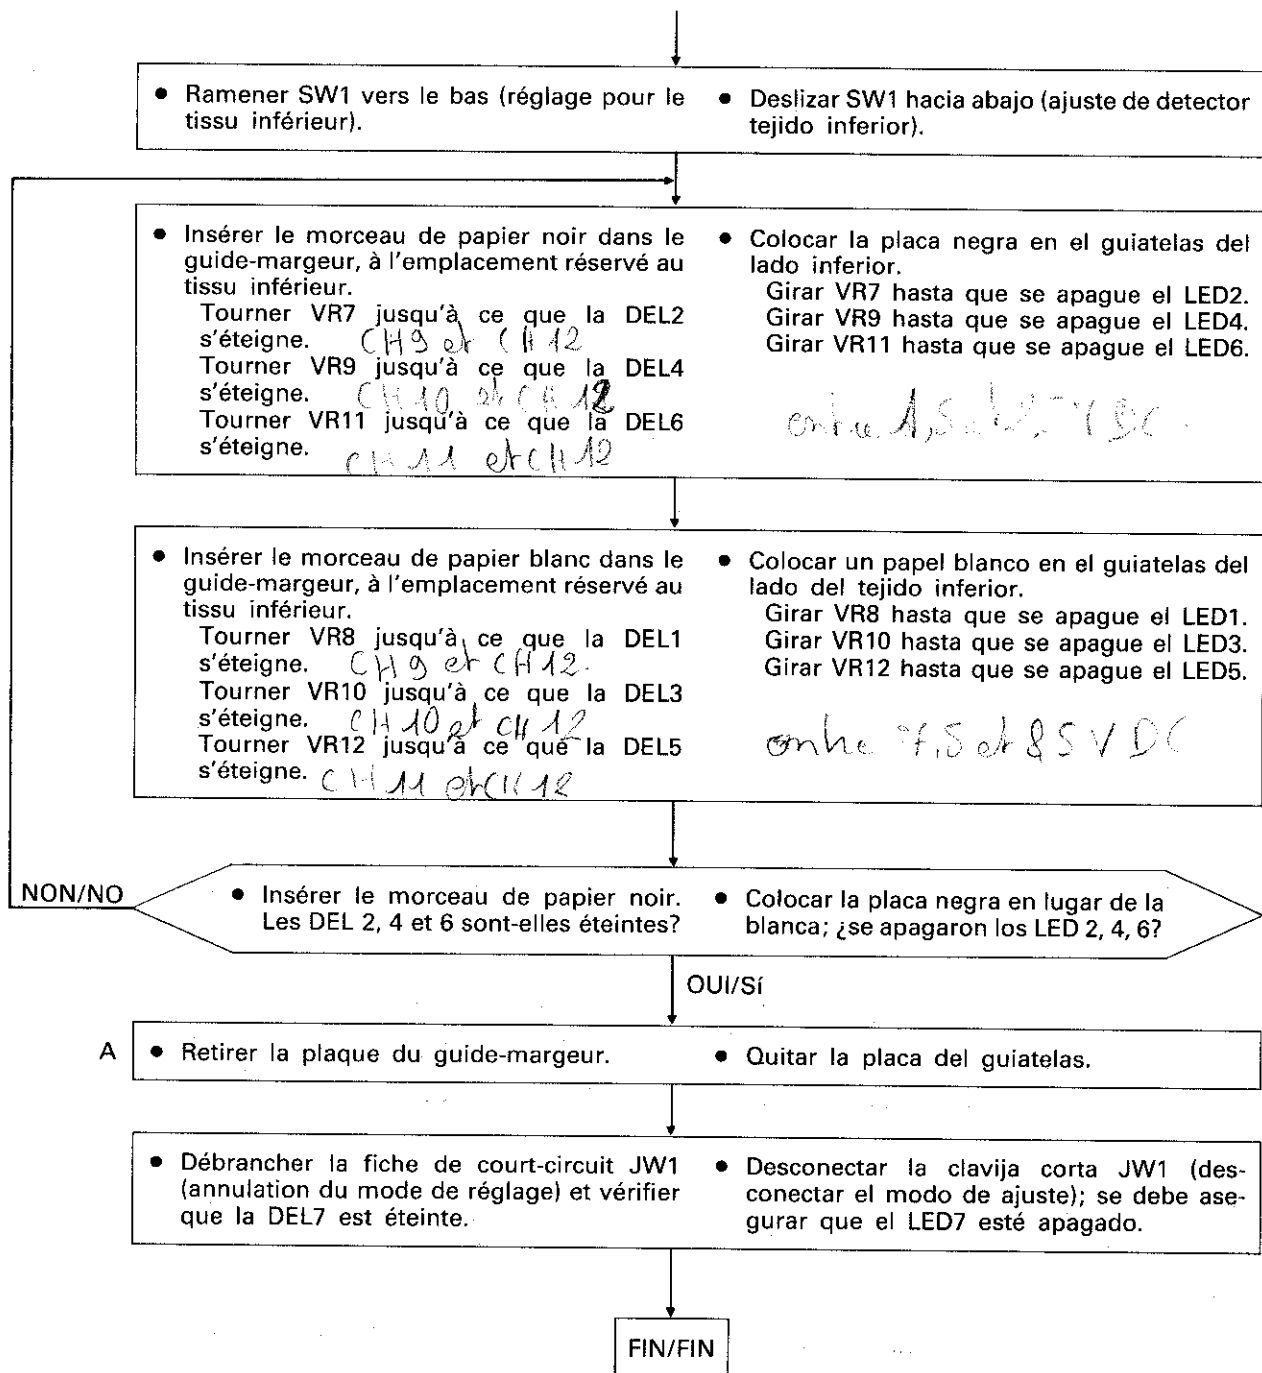 • Ramener SW1 vers le bas (réglage pour le
tissu inférieur).
• Deslizar SW1 hacia abajo (ajuste de detector
tejido inferior).
• Insérer le morceau de papier noir dans le
guide-margeur, à l'emplacement réservé au
tissu inférieur.
Tourner VR7 jusqu'à ce que la DEL2
s'éteigne. CH9 et CH12
Tourner VR9 jusqu'à ce que la DEL4
s'éteigne. CH10 et CH12
Tourner VR11 jusqu'à ce que la DEL6
s'éteigne. CH11 et CH12
• Colocar la placa negra en el guiatelas del
lado inferior.
Girar VR7 hasta que se apague el LED2.
Girar VR9 hasta que se apague el LED4.
Girar VR11 hasta que se apague el LED6.
entre 1,5 et DC
• Insérer le morceau de papier blanc dans le
guide-margeur, à l'emplacement réservé au
tissu inférieur.
Tourner VR8 jusqu'à ce que la DEL1
s'éteigne. CH9 et CH12.
Tourner VR10 jusqu'à ce que la DEL3
s'éteigne. CH10 et CH12
Tourner VR12 jusqu'à ce que la DEL5
s'éteigne. CH11 et CH12
• Colocar un papel blanco en el guiatelas del
lado del tejido inferior.
Girar VR8 hasta que se apague el LED1.
Girar VR10 hasta que se apague el LED3.
Girar VR12 hasta que se apague el LED5.
entre 7,5 et 8 5 V DC
NON/NO
• Insérer le morceau de papier noir.
Les DEL 2, 4 et 6 sont-elles éteintes?
• Colocar la placa negra en lugar de la
blanca; ¿se apagaron los LED 2, 4, 6?
OUI/Sí
A
• Retirer la plaque du guide-margeur.
• Quitar la placa del guiatelas.
• Débrancher la fiche de court-circuit JW1
(annulation du mode de réglage) et vérifier
que la DEL7 est éteinte.
• Desconectar la clavija corta JW1 (des-
conectar el modo de ajuste); se debe ase-
gurar que el LED7 esté apagado.
FIN/FIN